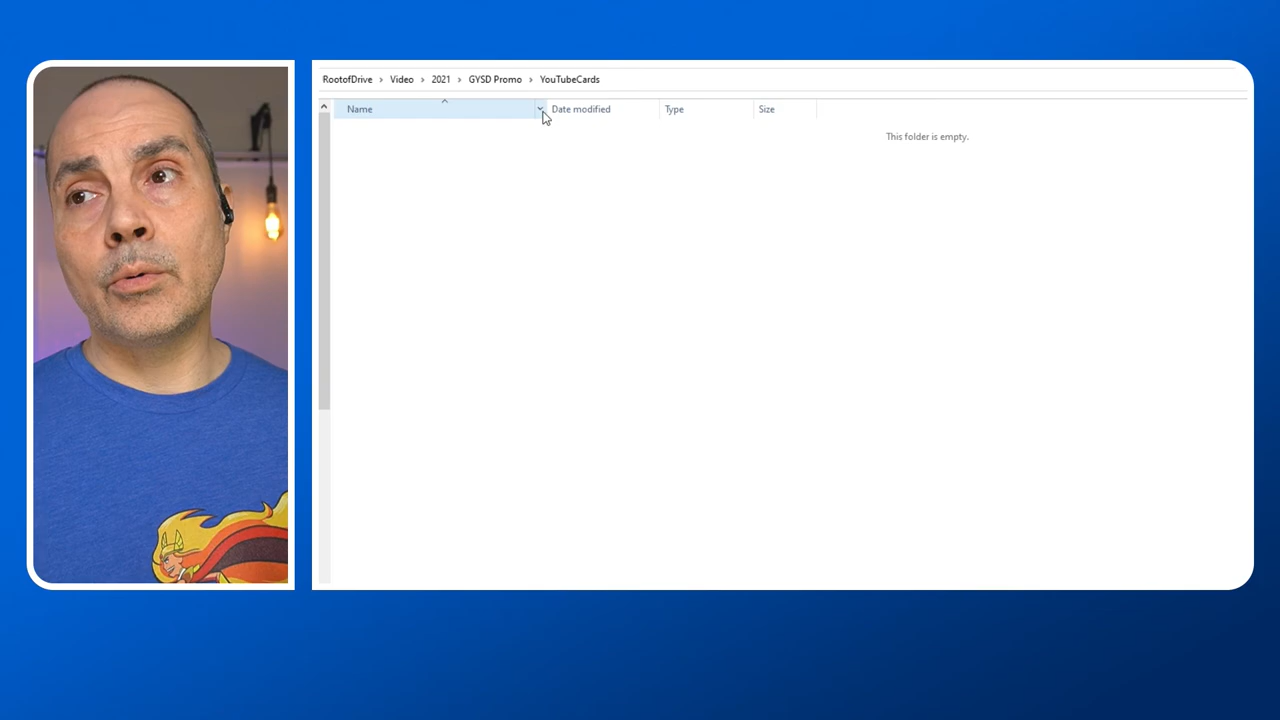 RootofDrive › Video › 2021 › GYSD Promo › YouTubeCards
Name Date modified Type Size
This folder is empty.